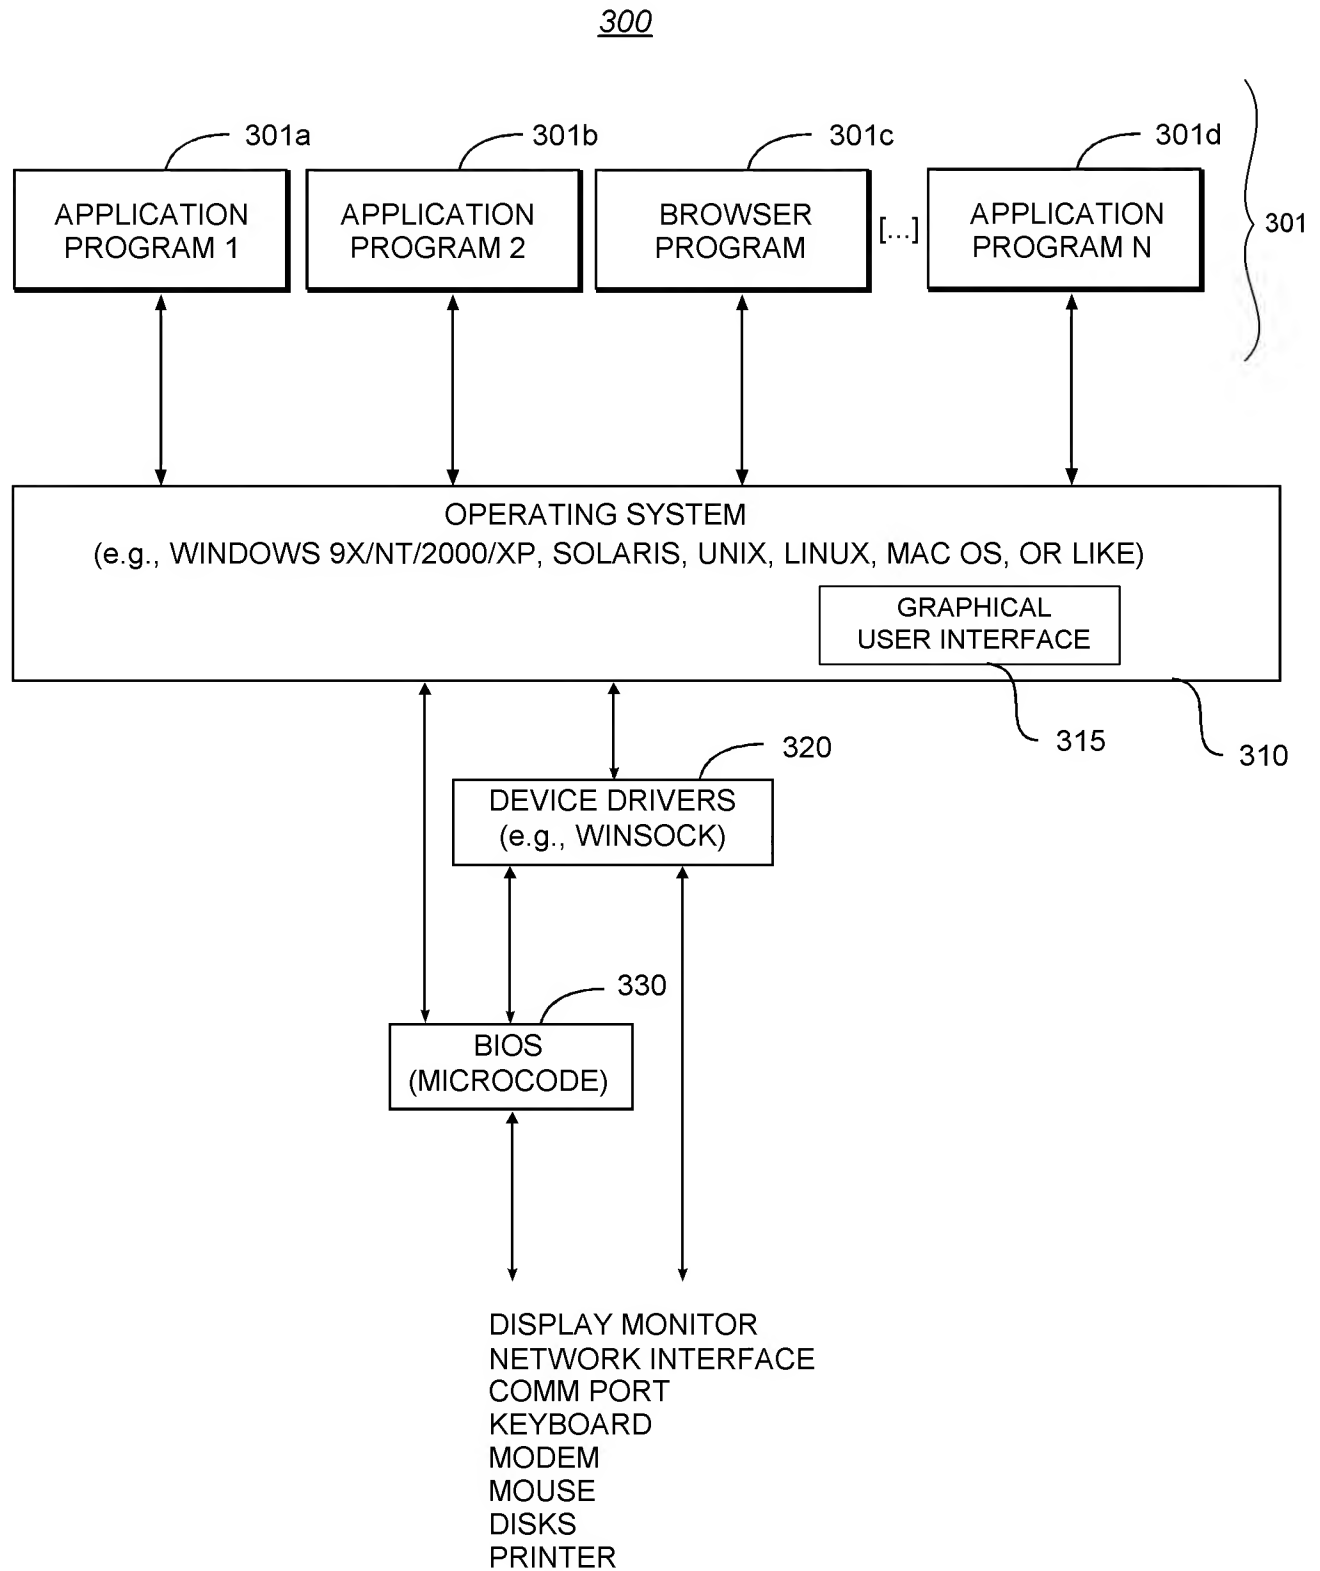 300
301a
301b
301c
301d
APPLICATION
PROGRAM 1
APPLICATION
PROGRAM 2
BROWSER
PROGRAM
[...]
APPLICATION
PROGRAM N
301
OPERATING SYSTEM
(e.g., WINDOWS 9X/NT/2000/XP, SOLARIS, UNIX, LINUX, MAC OS, OR LIKE)
GRAPHICAL
USER INTERFACE
315
310
320
DEVICE DRIVERS
(e.g., WINSOCK)
330
BIOS
(MICROCODE)
DISPLAY MONITOR
NETWORK INTERFACE
COMM PORT
KEYBOARD
MODEM
MOUSE
DISKS
PRINTER